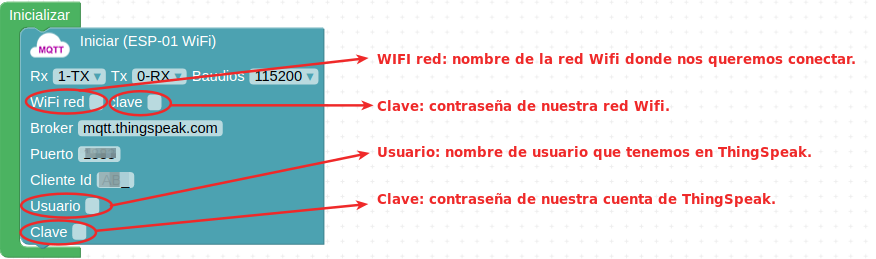 Inicializar
MQTT
Iniciar (ESP-01 WiFi)
Rx 1-TX Tx 0-RX Baudios 115200
WiFi red clave
Broker mqtt.thingspeak.com
Puerto
Cliente Id
Usuario
Clave
WIFI red: nombre de la red Wifi donde nos queremos conectar.
Clave: contraseña de nuestra red Wifi.
Usuario: nombre de usuario que tenemos en ThingSpeak.
Clave: contraseña de nuestra cuenta de ThingSpeak.